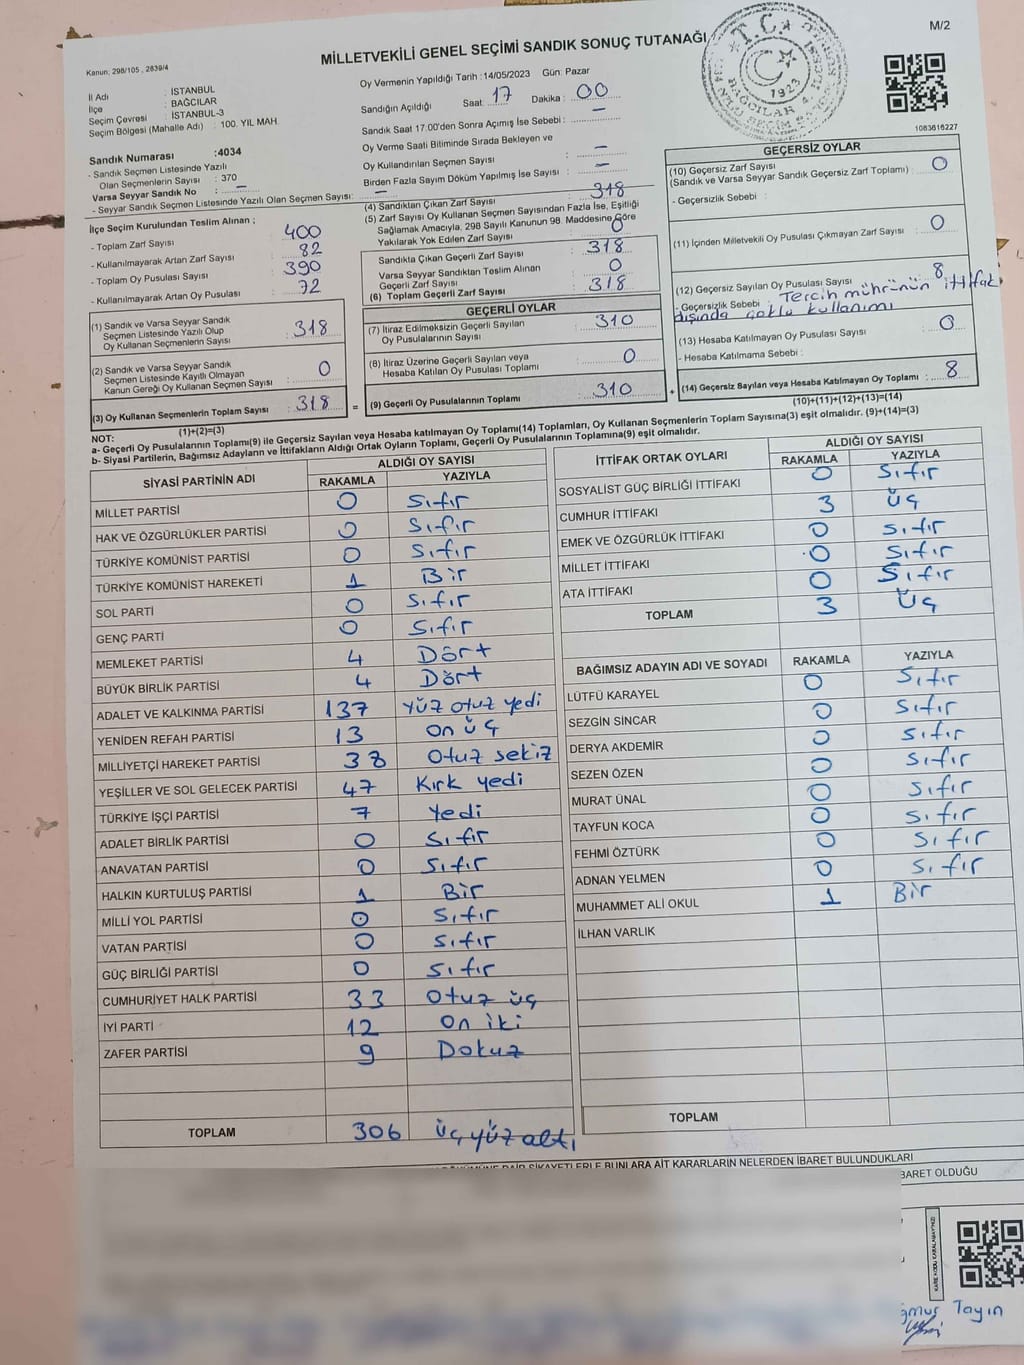 M/2
MİLLETVEKİLİ GENEL SEÇİMİ SANDIK SONUÇ TUTANAĞI
Kanun; 298/105 , 2839/4
İl Adı : İSTANBUL
İlçe : BAĞCILAR
Seçim Çevresi : İSTANBUL-3
Seçim Bölgesi (Mahalle Adı) : 100. YIL MAH.
Sandık Numarası :4034
- Sandık Seçmen Listesinde Yazılı
Olan Seçmenlerin Sayısı : 370
Varsa Seyyar Sandık No : –
- Seyyar Sandık Seçmen Listesinde Yazılı Olan Seçmen Sayısı: –
Oy Vermenin Yapıldığı Tarih :14/05/2023 Gün: Pazar
Sandığın Açıldığı Saat: 17 Dakika : 00
Sandık Saat 17.00'den Sonra Açımış İse Sebebi : –
Oy Verme Saati Bitiminde Sırada Bekleyen ve
Oy Kullandırılan Seçmen Sayısı : –
Birden Fazla Sayım Döküm Yapılmış İse Sayısı : –
T.C.
1923
1083616227
İlçe Seçim Kurulundan Teslim Alınan ;
- Toplam Zarf Sayısı 400
- Kullanılmayarak Artan Zarf Sayısı 82
- Toplam Oy Pusulası Sayısı 390
- Kullanılmayarak Artan Oy Pusulası 72
(4) Sandıktan Çıkan Zarf Sayısı 318
(5) Zarf Sayısı Oy Kullanan Seçmen Sayısından Fazla İse, Eşitliği
Sağlamak Amacıyla, 298 Sayılı Kanunun 98. Maddesine Göre
Yakılarak Yok Edilen Zarf Sayısı 0
Sandıkta Çıkan Geçerli Zarf Sayısı : 318
Varsa Seyyar Sandıktan Teslim Alınan
Geçerli Zarf Sayısı : 0
(6) Toplam Geçerli Zarf Sayısı : 318
GEÇERSİZ OYLAR
(10) Geçersiz Zarf Sayısı
(Sandık ve Varsa Seyyar Sandık Geçersiz Zarf Toplamı) : 0
- Geçersizlik Sebebi :
(11) İçinden Milletvekili Oy Pusulası Çıkmayan Zarf Sayısı : 0
(12) Geçersiz Sayılan Oy Pusulası Sayısı : 8
- Geçersizlik Sebebi : Tercih mührünün ittifak
dışında çoklu kullanımı
(13) Hesaba Katılmayan Oy Pusulası Sayısı : 0
- Hesaba Katılmama Sebebi :
(14) Geçersiz Sayılan veya Hesaba Katılmayan Oy Toplamı : 8
(10)+(11)+(12)+(13)=(14)
(1) Sandık ve Varsa Seyyar Sandık
Seçmen Listesinde Yazılı Olup
Oy Kullanan Seçmenlerin Sayısı : 318
(2) Sandık ve Varsa Seyyar Sandık
Seçmen Listesinde Kayıtlı Olmayan
Kanun Gereği Oy Kullanan Seçmen Sayısı : 0
(3) Oy Kullanan Seçmenlerin Toplam Sayısı : 318
(1)+(2)=(3)
GEÇERLİ OYLAR
(7) İtiraz Edilmeksizin Geçerli Sayılan
Oy Pusulalarının Sayısı : 310
(8) İtiraz Üzerine Geçerli Sayılan veya
Hesaba Katılan Oy Pusulası Toplamı : 0
= (9) Geçerli Oy Pusulalarının Toplamı : 310 +
NOT:
a- Geçerli Oy Pusulalarının Toplamı(9) ile Geçersiz Sayılan veya Hesaba katılmayan Oy Toplamı(14) Toplamları, Oy Kullanan Seçmenlerin Toplam Sayısına(3) eşit olmalıdır. (9)+(14)=(3)
b- Siyasi Partilerin, Bağımsız Adayların ve İttifakların Aldığı Ortak Oyların Toplamı, Geçerli Oy Pusulalarının Toplamına(9) eşit olmalıdır.
SİYASİ PARTİNİN ADI ALDIĞI OY SAYISI
RAKAMLA YAZIYLA
MİLLET PARTİSİ 0 Sıfır
HAK VE ÖZGÜRLÜKLER PARTİSİ 0 Sıfır
TÜRKİYE KOMÜNİST PARTİSİ 0 Sıfır
TÜRKİYE KOMÜNİST HAREKETİ 1 Bir
SOL PARTİ 0 Sıfır
GENÇ PARTİ 0 Sıfır
MEMLEKET PARTİSİ 4 Dört
BÜYÜK BİRLİK PARTİSİ 4 Dört
ADALET VE KALKINMA PARTİSİ 137 Yüz otuz yedi
YENİDEN REFAH PARTİSİ 13 on üç
MİLLİYETÇİ HAREKET PARTİSİ 38 Otuz sekiz
YEŞİLLER VE SOL GELECEK PARTİSİ 47 Kırk yedi
TÜRKİYE İŞÇİ PARTİSİ 7 Yedi
ADALET BİRLİK PARTİSİ 0 Sıfır
ANAVATAN PARTİSİ 0 Sıfır
HALKIN KURTULUŞ PARTİSİ 1 Bir
MİLLİ YOL PARTİSİ 0 Sıfır
VATAN PARTİSİ 0 Sıfır
GÜÇ BİRLİĞİ PARTİSİ 0 Sıfır
CUMHURİYET HALK PARTİSİ 33 Otuz üç
İYİ PARTİ 12 On iki
ZAFER PARTİSİ 9 Dokuz
TOPLAM 306 üç yüz altı
İTTİFAK ORTAK OYLARI ALDIĞI OY SAYISI
RAKAMLA YAZIYLA
SOSYALİST GÜÇ BİRLİĞİ İTTİFAKI 0 Sıfır
CUMHUR İTTİFAKI 3 üç
EMEK VE ÖZGÜRLÜK İTTİFAKI 0 Sıfır
MİLLET İTTİFAKI 0 Sıfır
ATA İTTİFAKI 0 Sıfır
TOPLAM 3 Üç
BAĞIMSIZ ADAYIN ADI VE SOYADI RAKAMLA YAZIYLA
LÜTFÜ KARAYEL 0 Sıfır
SEZGİN SİNCAR 0 Sıfır
DERYA AKDEMİR 0 Sıfır
SEZEN ÖZEN 0 Sıfır
MURAT ÜNAL 0 Sıfır
TAYFUN KOCA 0 Sıfır
FEHMİ ÖZTÜRK 0 Sıfır
ADNAN YELMEN 0 Sıfır
MUHAMMET ALİ OKUL 1 Bir
İLHAN VARLIK
TOPLAM
BUNLARA AİT KARARLARIN NELERDEN İBARET BULUNDUKLARI
BARET OLDUĞU
KARE KODU KARALAMAYINIZ!
Tayın